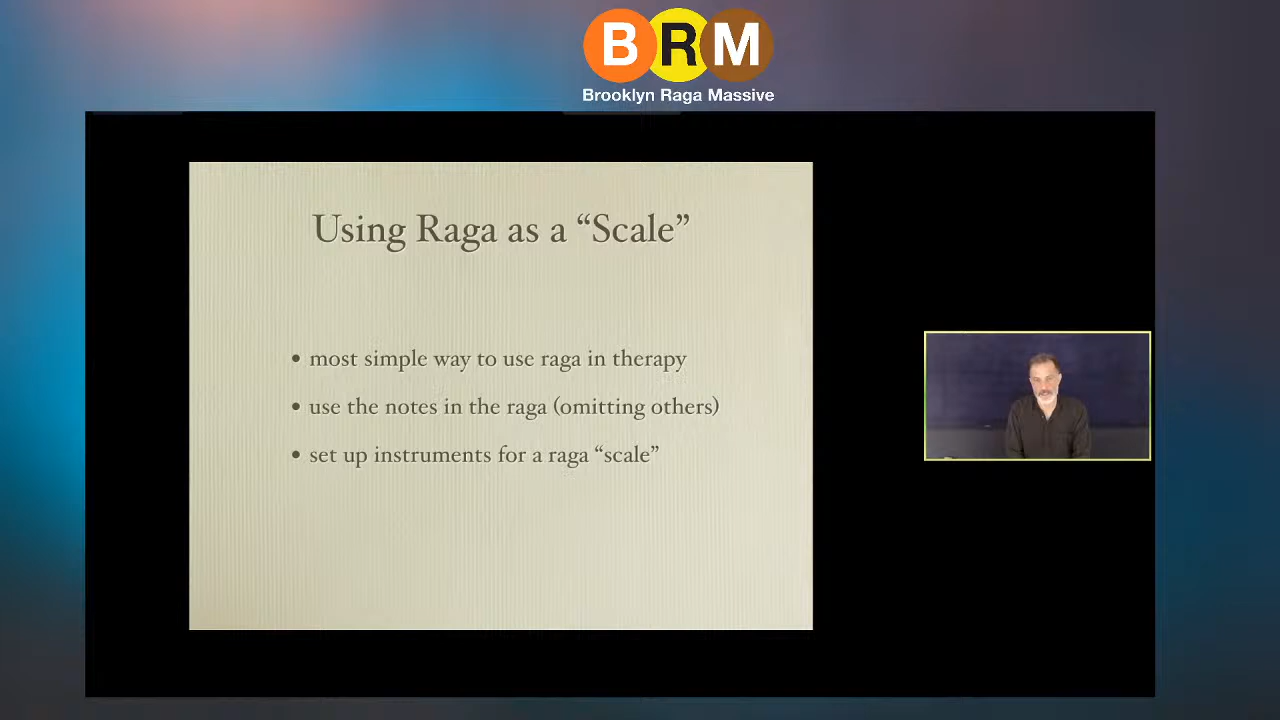 BRM
Brooklyn Raga Massive
Using Raga as a “Scale”
• most simple way to use raga in therapy
• use the notes in the raga (omitting others)
• set up instruments for a raga “scale”